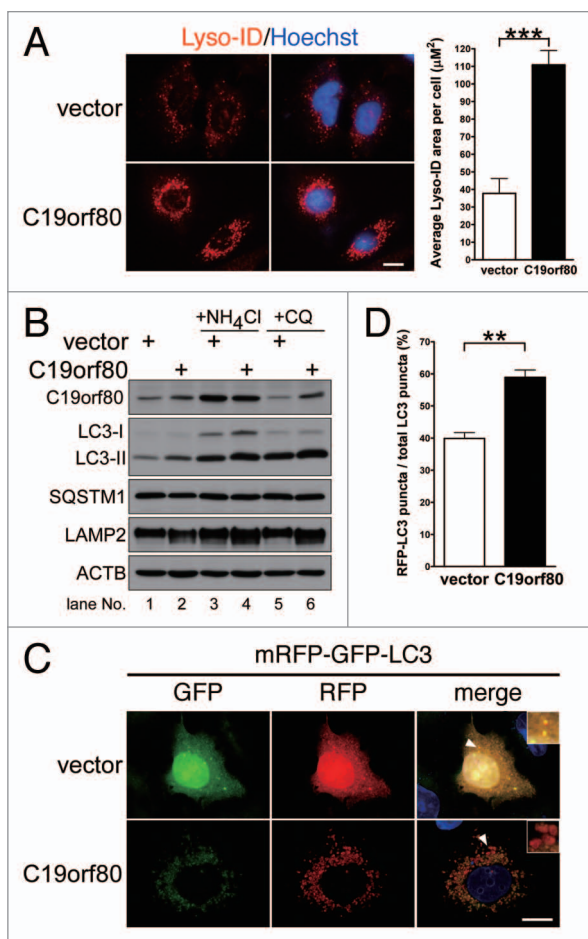 A
Lyso-ID/Hoechst
vector
C19orf80
***
Average Lyso-ID area per cell (µM²)
120
110
100
90
80
70
60
50
40
30
20
10
0
vector C19orf80
B
+NH4Cl +CQ
vector + + +
C19orf80 + + +
C19orf80
LC3-I
LC3-II
SQSTM1
LAMP2
ACTB
lane No. 1 2 3 4 5 6
D
**
RFP-LC3 puncta / total LC3 puncta (%)
70
60
50
40
30
20
10
0
vector C19orf80
C
mRFP-GFP-LC3
GFP RFP merge
vector
C19orf80